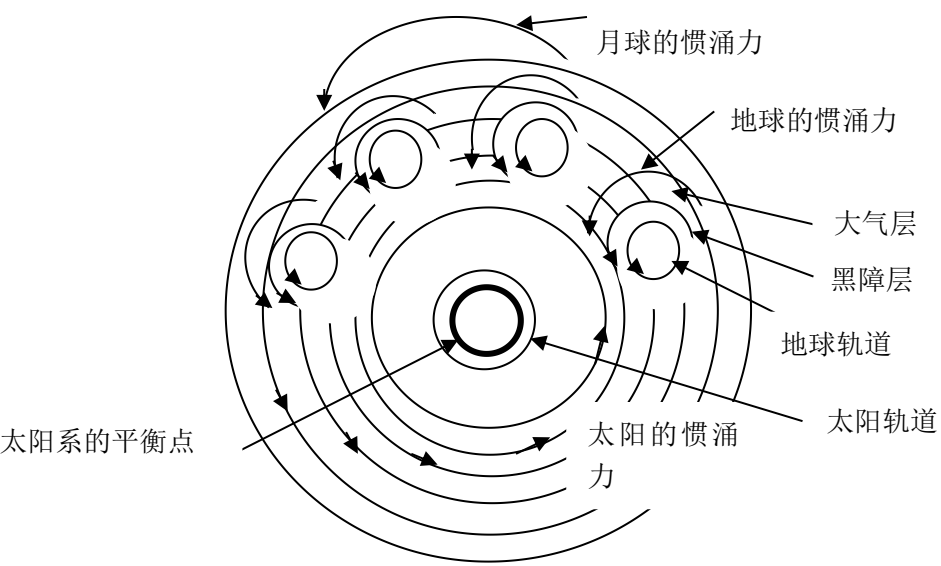 月球的惯涌力
地球的惯涌力
大气层
黑障层
地球轨道
太阳轨道
太阳的惯涌
力
太阳系的平衡点